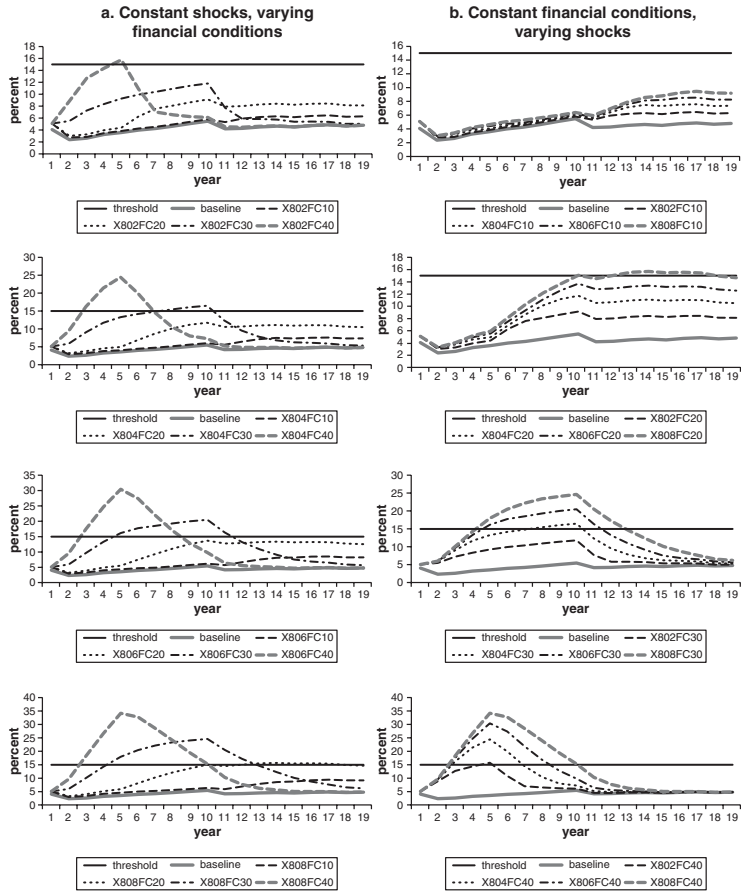 a. Constant shocks, varying
financial conditions
b. Constant financial conditions,
varying shocks
percent
18
16
14
12
10
8
6
4
2
0
1 2 3 4 5 6 7 8 9 10 11 12 13 14 15 16 17 18 19
year
threshold baseline X802FC10
X802FC20 X802FC30 X802FC40
percent
16
14
12
10
8
6
4
2
0
1 2 3 4 5 6 7 8 9 10 11 12 13 14 15 16 17 18 19
year
threshold baseline X802FC10
X804FC10 X806FC10 X808FC10
percent
30
25
20
15
10
5
0
1 2 3 4 5 6 7 8 9 10 11 12 13 14 15 16 17 18 19
year
threshold baseline X804FC10
X804FC20 X804FC30 X804FC40
percent
18
16
14
12
10
8
6
4
2
0
1 2 3 4 5 6 7 8 9 10 11 12 13 14 15 16 17 18 19
year
threshold baseline X802FC20
X804FC20 X806FC20 X808FC20
percent
35
30
25
20
15
10
5
0
1 2 3 4 5 6 7 8 9 10 11 12 13 14 15 16 17 18 19
year
threshold baseline X806FC10
X806FC20 X806FC30 X806FC40
percent
30
25
20
15
10
5
0
1 2 3 4 5 6 7 8 9 10 11 12 13 14 15 16 17 18 19
year
threshold baseline X802FC30
X804FC30 X806FC30 X808FC30
percent
40
35
30
25
20
15
10
5
0
1 2 3 4 5 6 7 8 9 10 11 12 13 14 15 16 17 18 19
year
threshold baseline X808FC10
X808FC20 X808FC30 X808FC40
percent
40
35
30
25
20
15
10
5
0
1 2 3 4 5 6 7 8 9 10 11 12 13 14 15 16 17 18 19
year
threshold baseline X802FC40
X804FC40 X806FC40 X808FC40